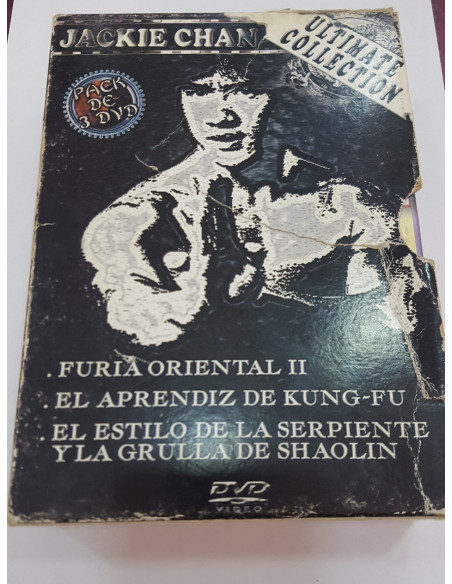 JACKIE CHAN
ULTIMATE
COLLECTION
PACK
DE
3 DVD
. FURIA ORIENTAL II
. EL APRENDIZ DE KUNG-FU
. EL ESTILO DE LA SERPIENTE
Y LA GRULLA DE SHAOLIN
DVD
VIDEO